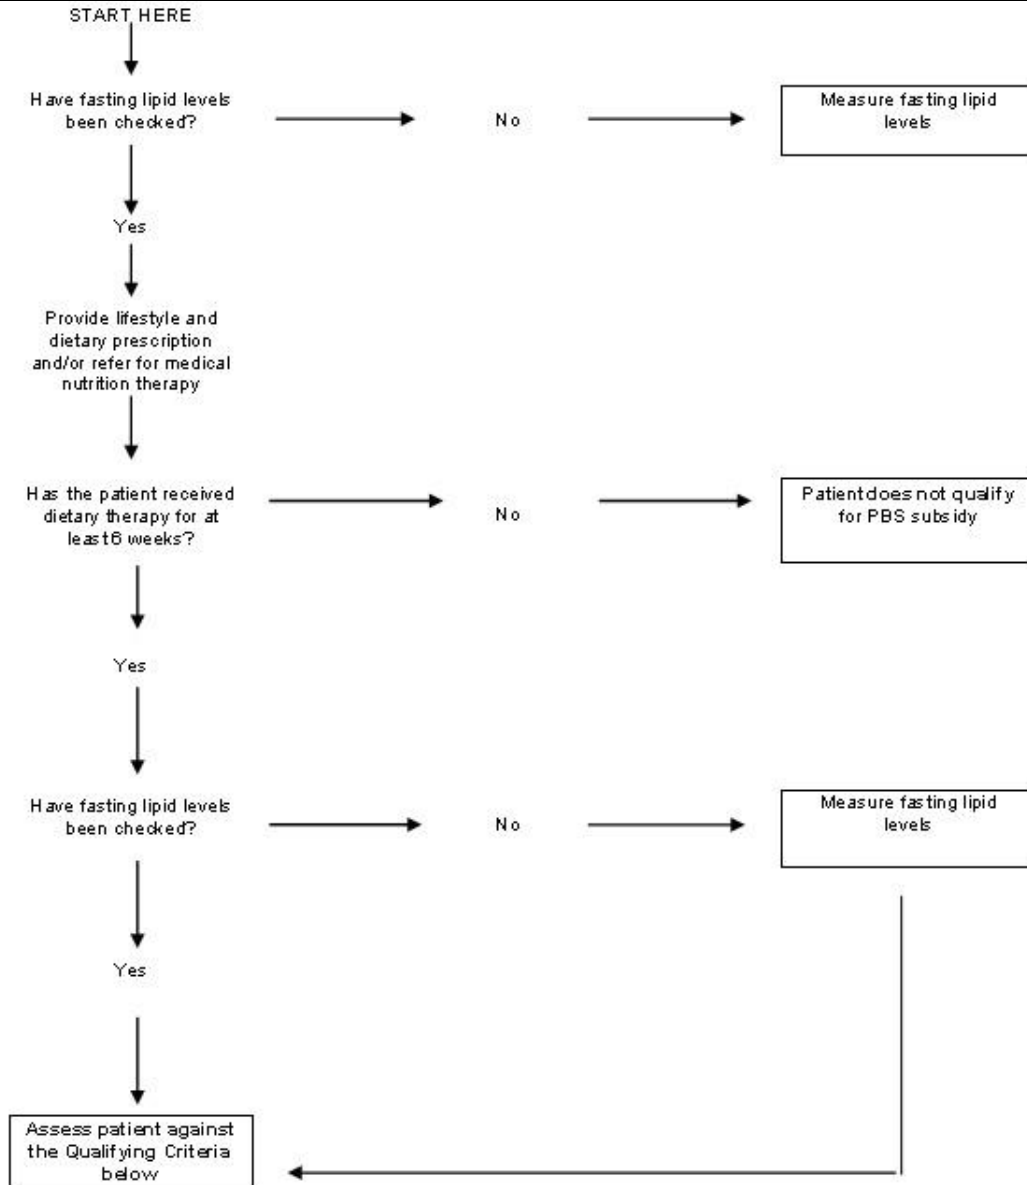 START HERE
Have fasting lipid levels
been checked?
No
Measure fasting lipid
levels
Yes
Provide lifestyle and
dietary prescription
and/or refer for medical
nutrition therapy
Has the patient received
dietary therapy for at
least 6 weeks?
No
Patient does not qualify
for PBS subsidy
Yes
Have fasting lipid levels
been checked?
No
Measure fasting lipid
levels
Yes
Assess patient against
the Qualifying Criteria
below